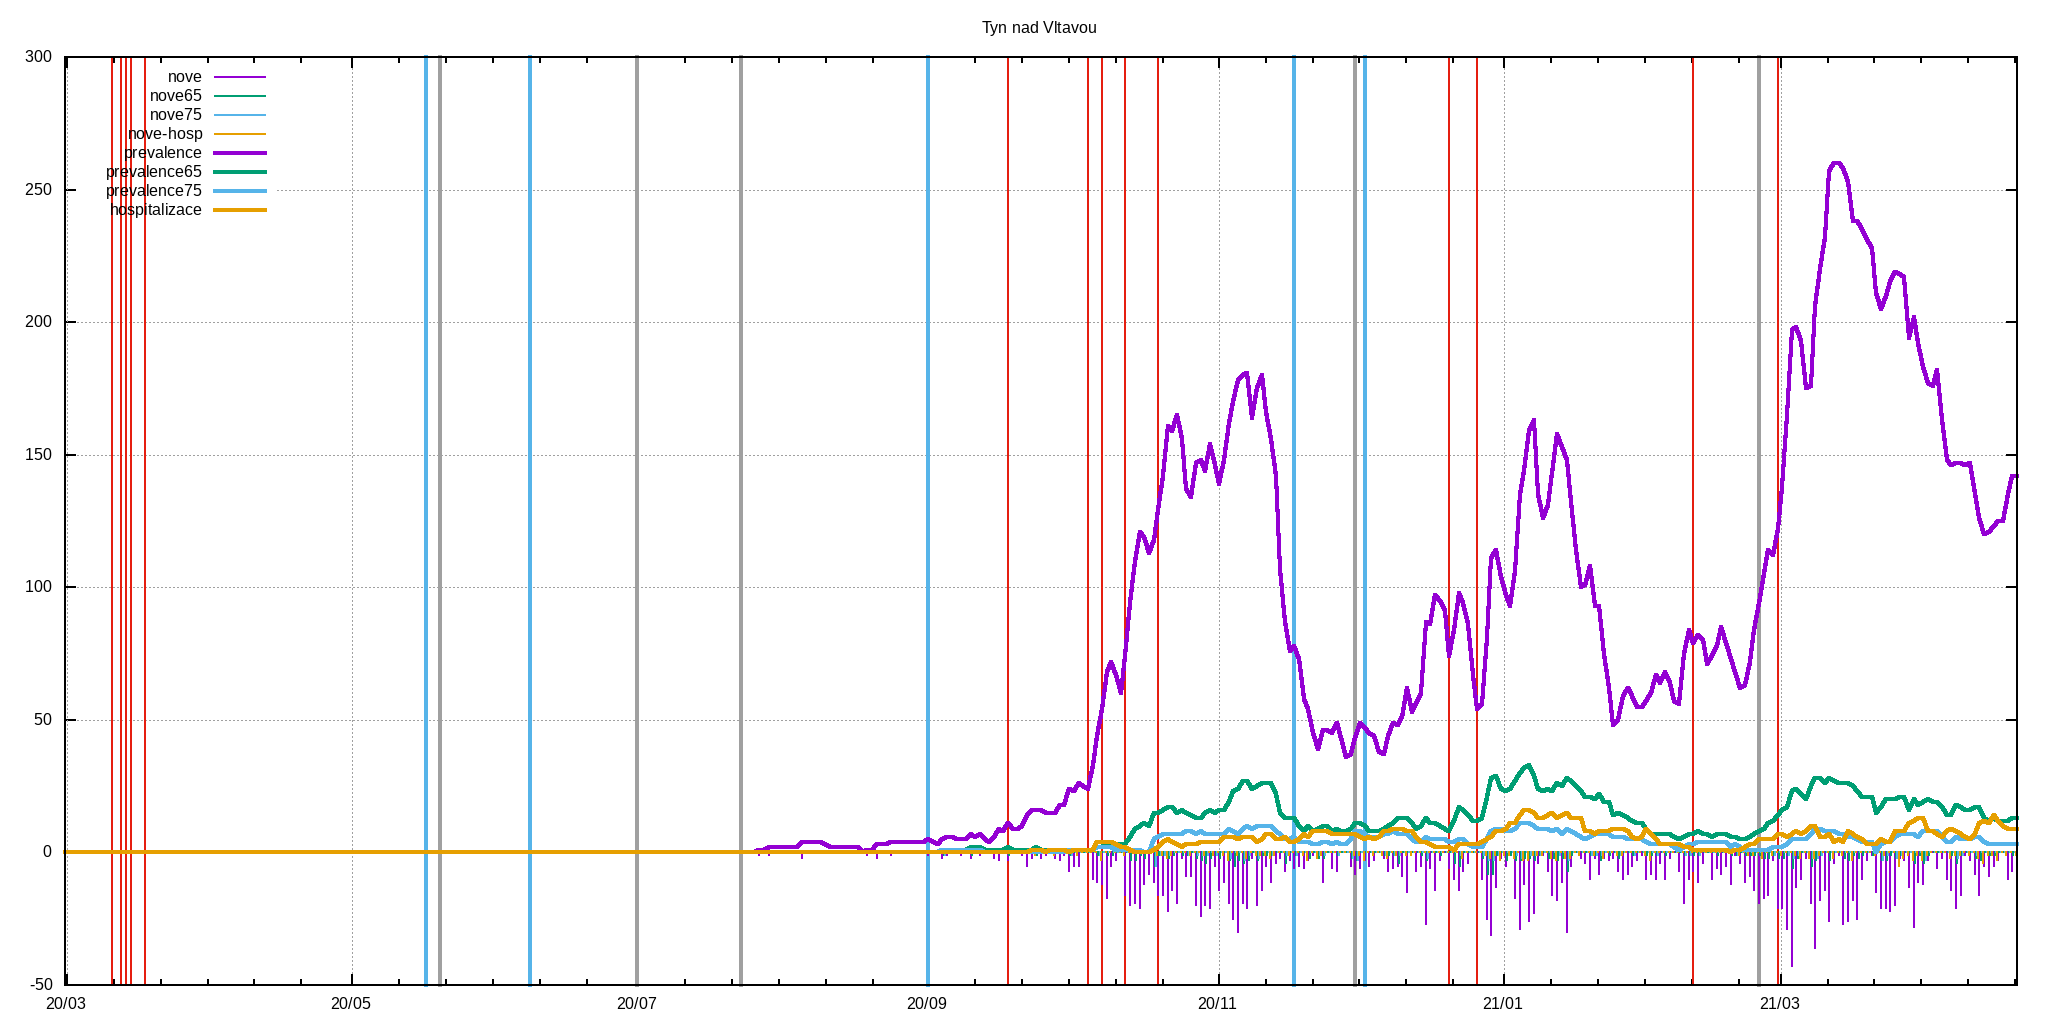 Tyn nad Vltavou
300
250
200
150
100
50
0
-50
nove
nove65
nove75
nove-hosp
prevalence
prevalence65
prevalence75
hospitalizace
20/03 20/05 20/07 20/09 20/11 21/01 21/03